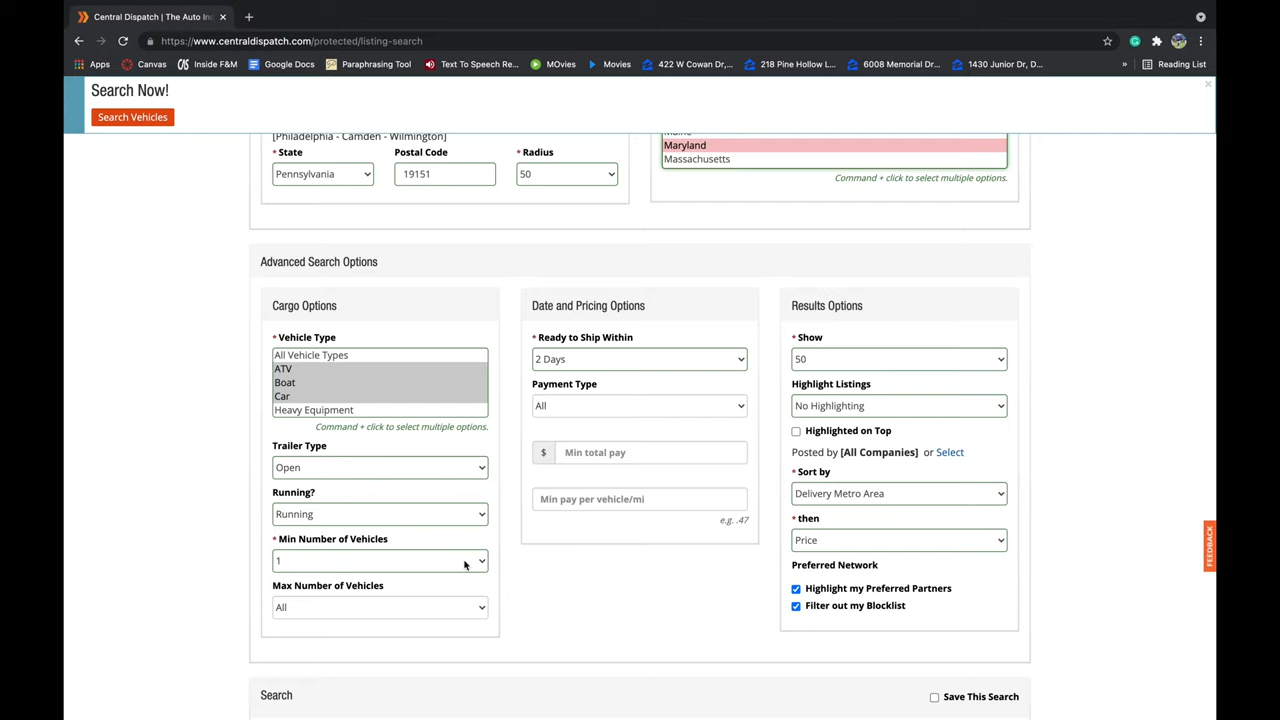 Central Dispatch | The Auto Ind
https://www.centraldispatch.com/protected/listing-search
Apps Canvas Inside F&M Google Docs Paraphrasing Tool Text To Speech Re... MOvies Movies 422 W Cowan Dr,... 218 Pine Hollow L... 6008 Memorial Dr... 1430 Junior Dr, D... » Reading List
Search Now!
Search Vehicles
[Philadelphia - Camden - Wilmington]
* State Postal Code * Radius
Pennsylvania 19151 50
Maine
Maryland
Massachusetts
Command + click to select multiple options.
Advanced Search Options
Cargo Options
* Vehicle Type
All Vehicle Types
ATV
Boat
Car
Heavy Equipment
Command + click to select multiple options.
Trailer Type
Open
Running?
Running
* Min Number of Vehicles
1
Max Number of Vehicles
All
Date and Pricing Options
* Ready to Ship Within
2 Days
Payment Type
All
$ Min total pay
Min pay per vehicle/mi
e.g. .47
Results Options
* Show
50
Highlight Listings
No Highlighting
Highlighted on Top
Posted by [All Companies] or Select
* Sort by
Delivery Metro Area
* then
Price
Preferred Network
Highlight my Preferred Partners
Filter out my Blocklist
FEEDBACK
Search
Save This Search